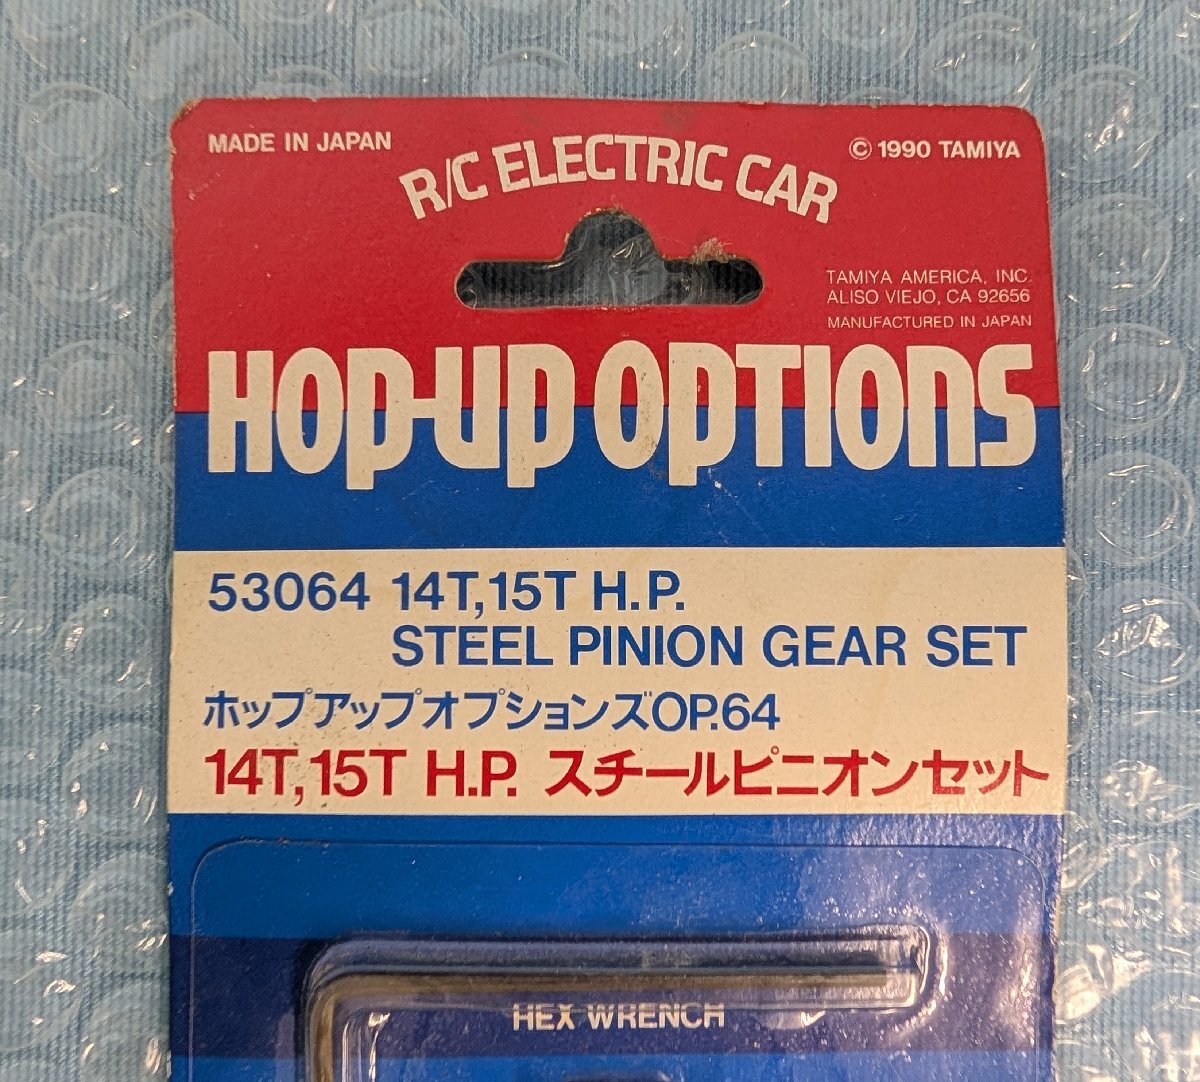 MADE IN JAPAN
R/C ELECTRIC CAR
© 1990 TAMIYA
TAMIYA AMERICA, INC.
ALISO VIEJO, CA 92656
MANUFACTURED IN JAPAN
HOP-UP OPTIONS
53064 14T,15T H.P.
STEEL PINION GEAR SET
ホップアップオプションズOP.64
14T,15T H.P. スチールピニオンセット
HEX WRENCH